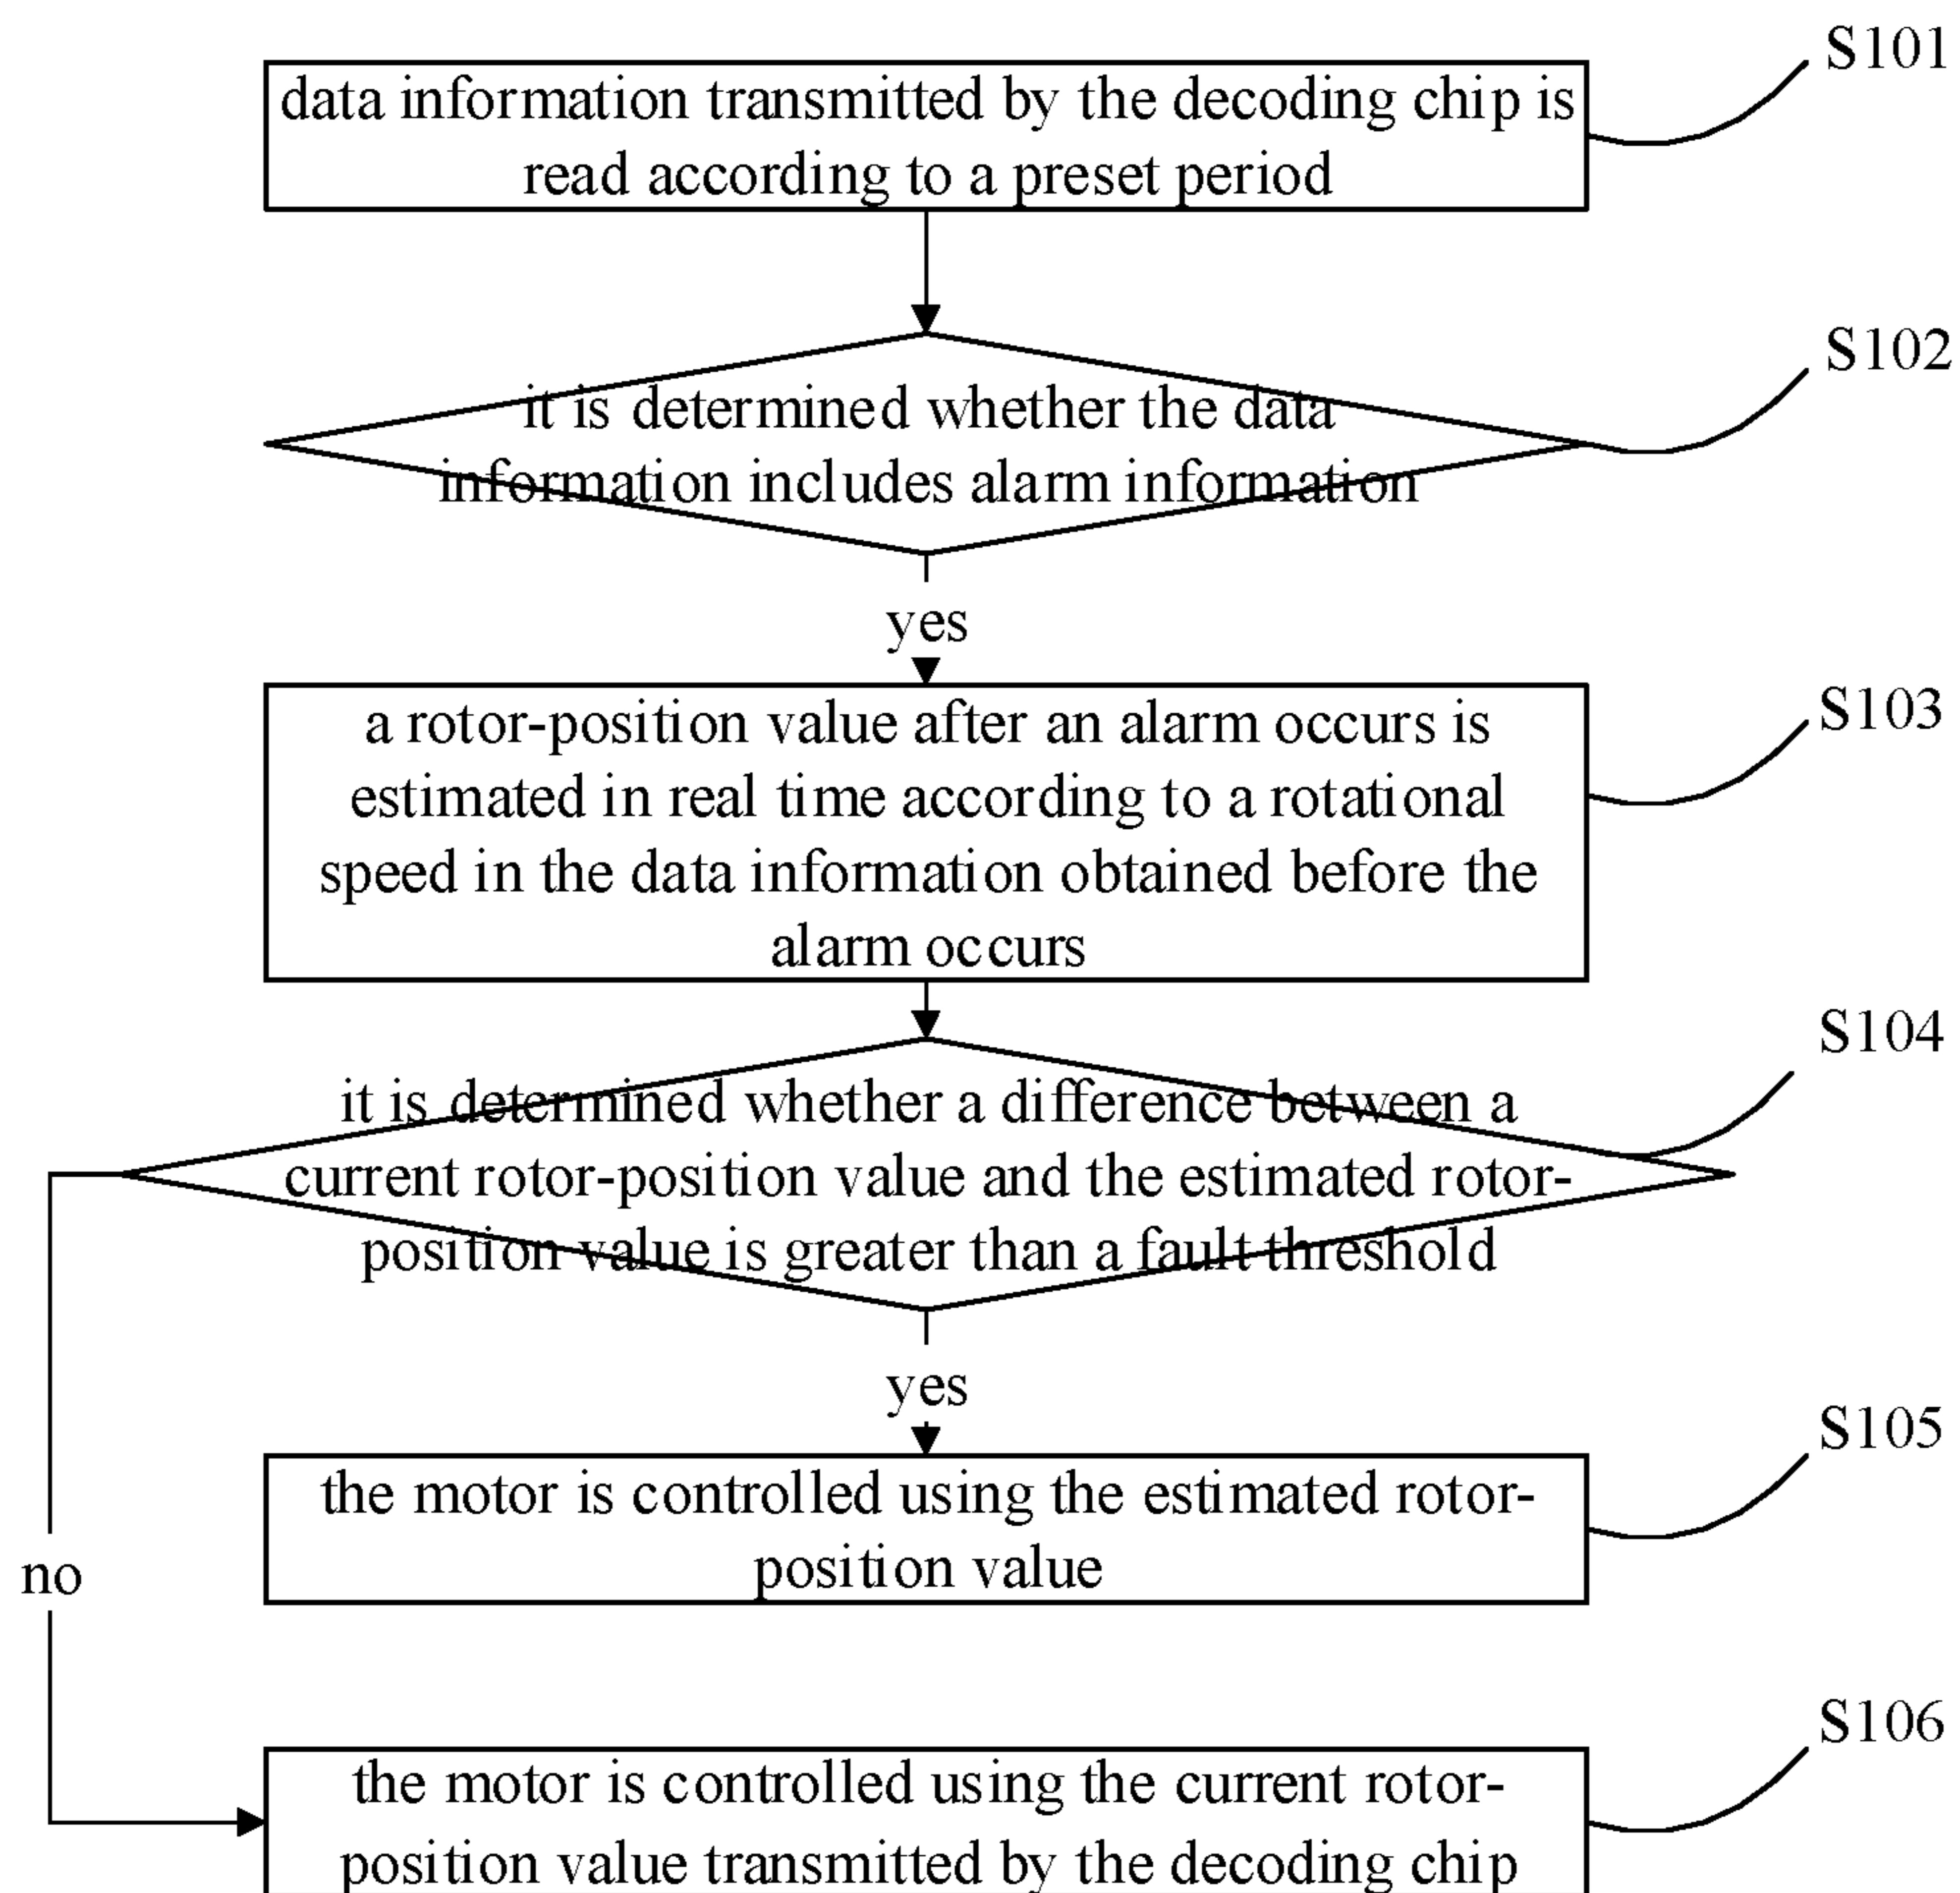 S101
data information transmitted by the decoding chip is
read according to a preset period
S102
it is determined whether the data
information includes alarm information
yes
S103
a rotor-position value after an alarm occurs is
estimated in real time according to a rotational
speed in the data information obtained before the
alarm occurs
S104
it is determined whether a difference between a
current rotor-position value and the estimated rotor-
position value is greater than a fault threshold
yes
S105
the motor is controlled using the estimated rotor-
position value
no
S106
the motor is controlled using the current rotor-
position value transmitted by the decoding chip